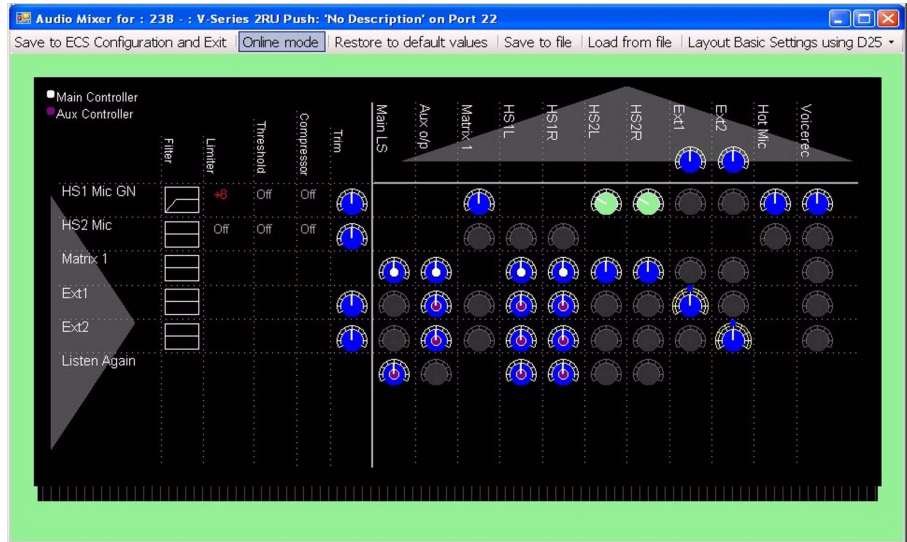 Audio Mixer for : 238 - : V-Series 2RU Push: 'No Description' on Port 22
Save to ECS Configuration and Exit Online mode Restore to default values Save to file Load from file Layout Basic Settings using D25
Main Controller
Aux Controller
Filter Limiter Threshold Compressor Trim Main LS Aux o/p Matrix 1 HS1L HS1R HS2L HS2R Ext1 Ext2 Hot Mic Voicerec
HS1 Mic GN +8 Off Off
HS2 Mic Off Off Off
Matrix 1
Ext1
Ext2
Listen Again